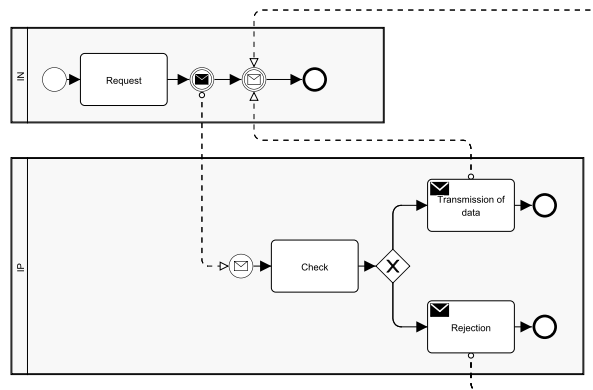 IN
Request
IP
Transmission of
data
Check
Rejection